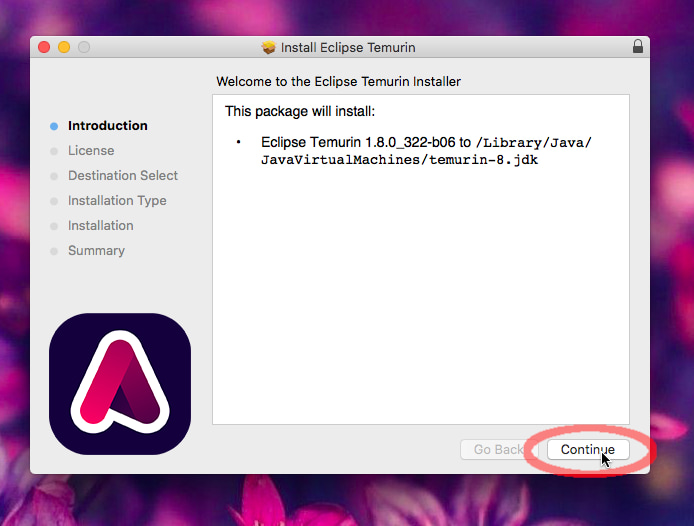 Install Eclipse Temurin
Welcome to the Eclipse Temurin Installer
Introduction
License
Destination Select
Installation Type
Installation
Summary
This package will install:
• Eclipse Temurin 1.8.0_322-b06 to /Library/Java/
JavaVirtualMachines/temurin-8.jdk
Go Back
Continue